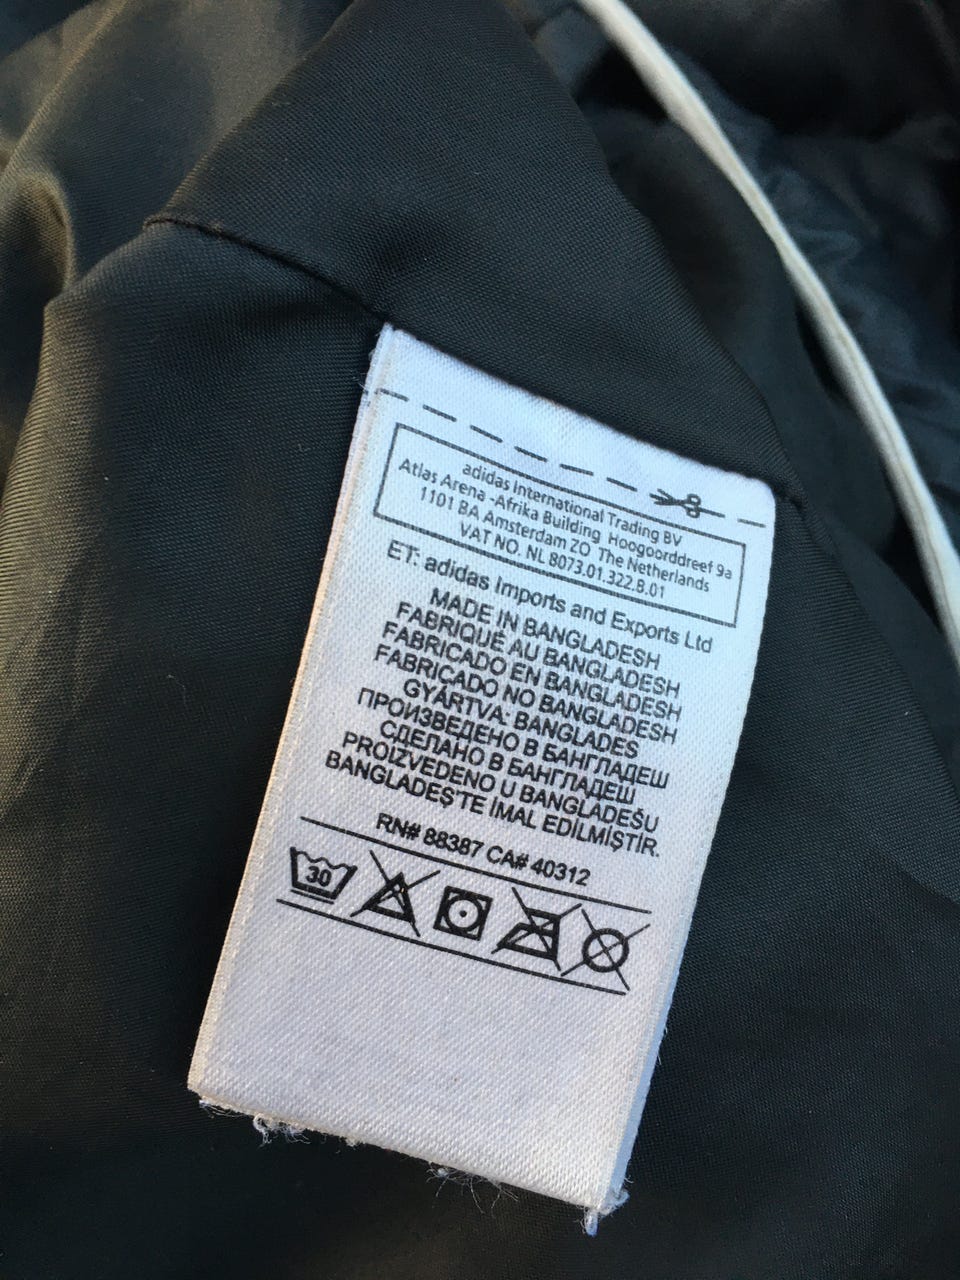 adidas International Trading BV
Atlas Arena -Afrika Building Hoogoorddreef 9a
1101 BA Amsterdam ZO The Netherlands
VAT NO. NL 8073.01.322.B.01
ET: adidas Imports and Exports Ltd
MADE IN BANGLADESH
FABRIQUÉ AU BANGLADESH
FABRICADO EN BANGLADESH
FABRICADO NO BANGLADESH
GYÁRTVA: BANGLADES
ПРОИЗВЕДЕНО В БАНГЛАДЕШ
СДЕЛАНО В БАНГЛАДЕШ
PROIZVEDENO U BANGLADEŠU
BANGLADEŞ'TE İMAL EDİLMİŞTİR.
RN# 88387 CA# 40312
30